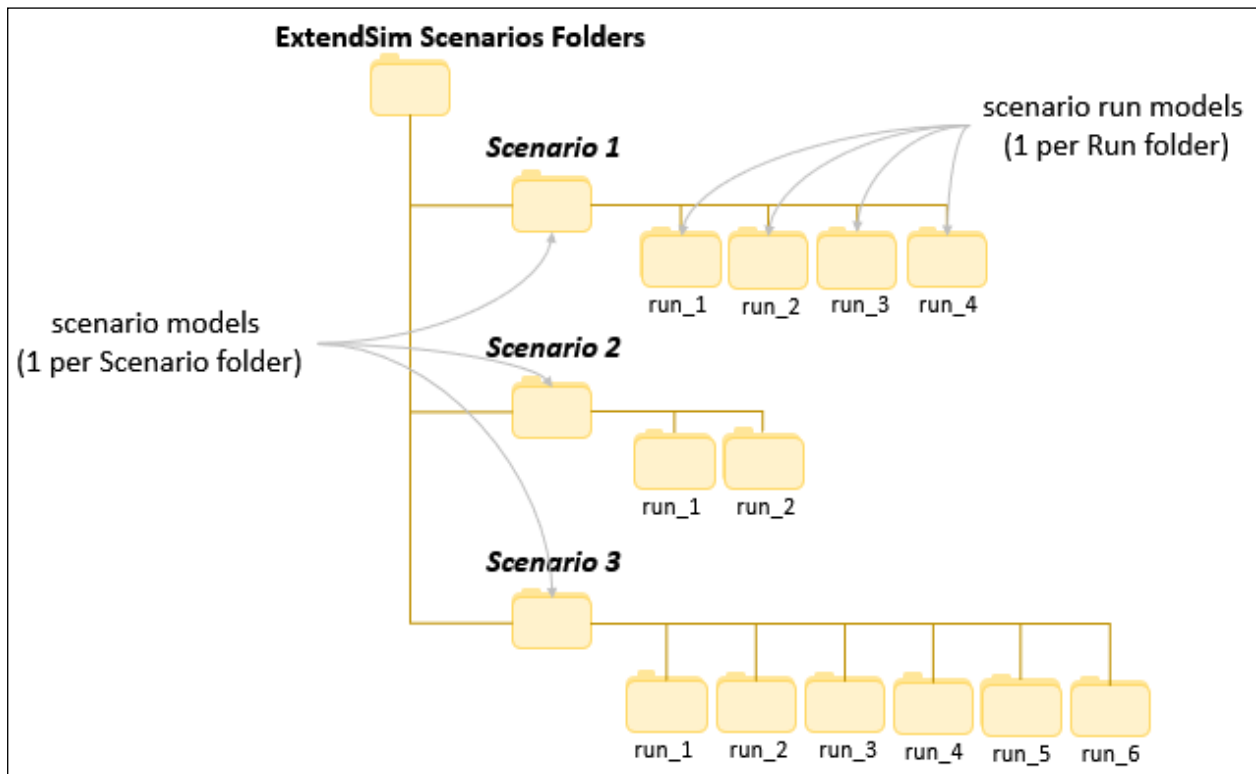 ExtendSim Scenarios Folders
scenario run models
(1 per Run folder)
Scenario 1
run_1
run_2
run_3
run_4
scenario models
(1 per Scenario folder)
Scenario 2
run_1
run_2
Scenario 3
run_1
run_2
run_3
run_4
run_5
run_6